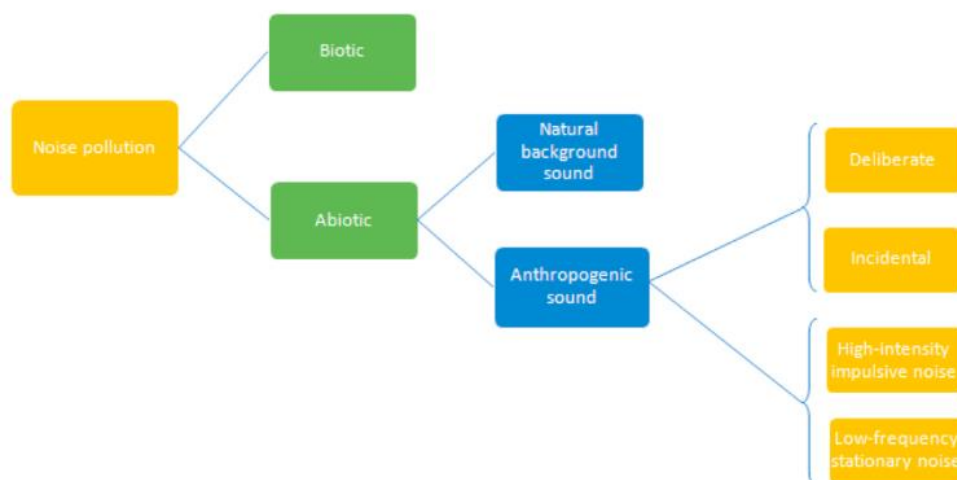 Biotic
Noise pollution
Natural
background
sound
Deliberate
Abiotic
Incidental
Anthropogenic
sound
High-intensity
impulsive noise
Low-frequency
stationary noise